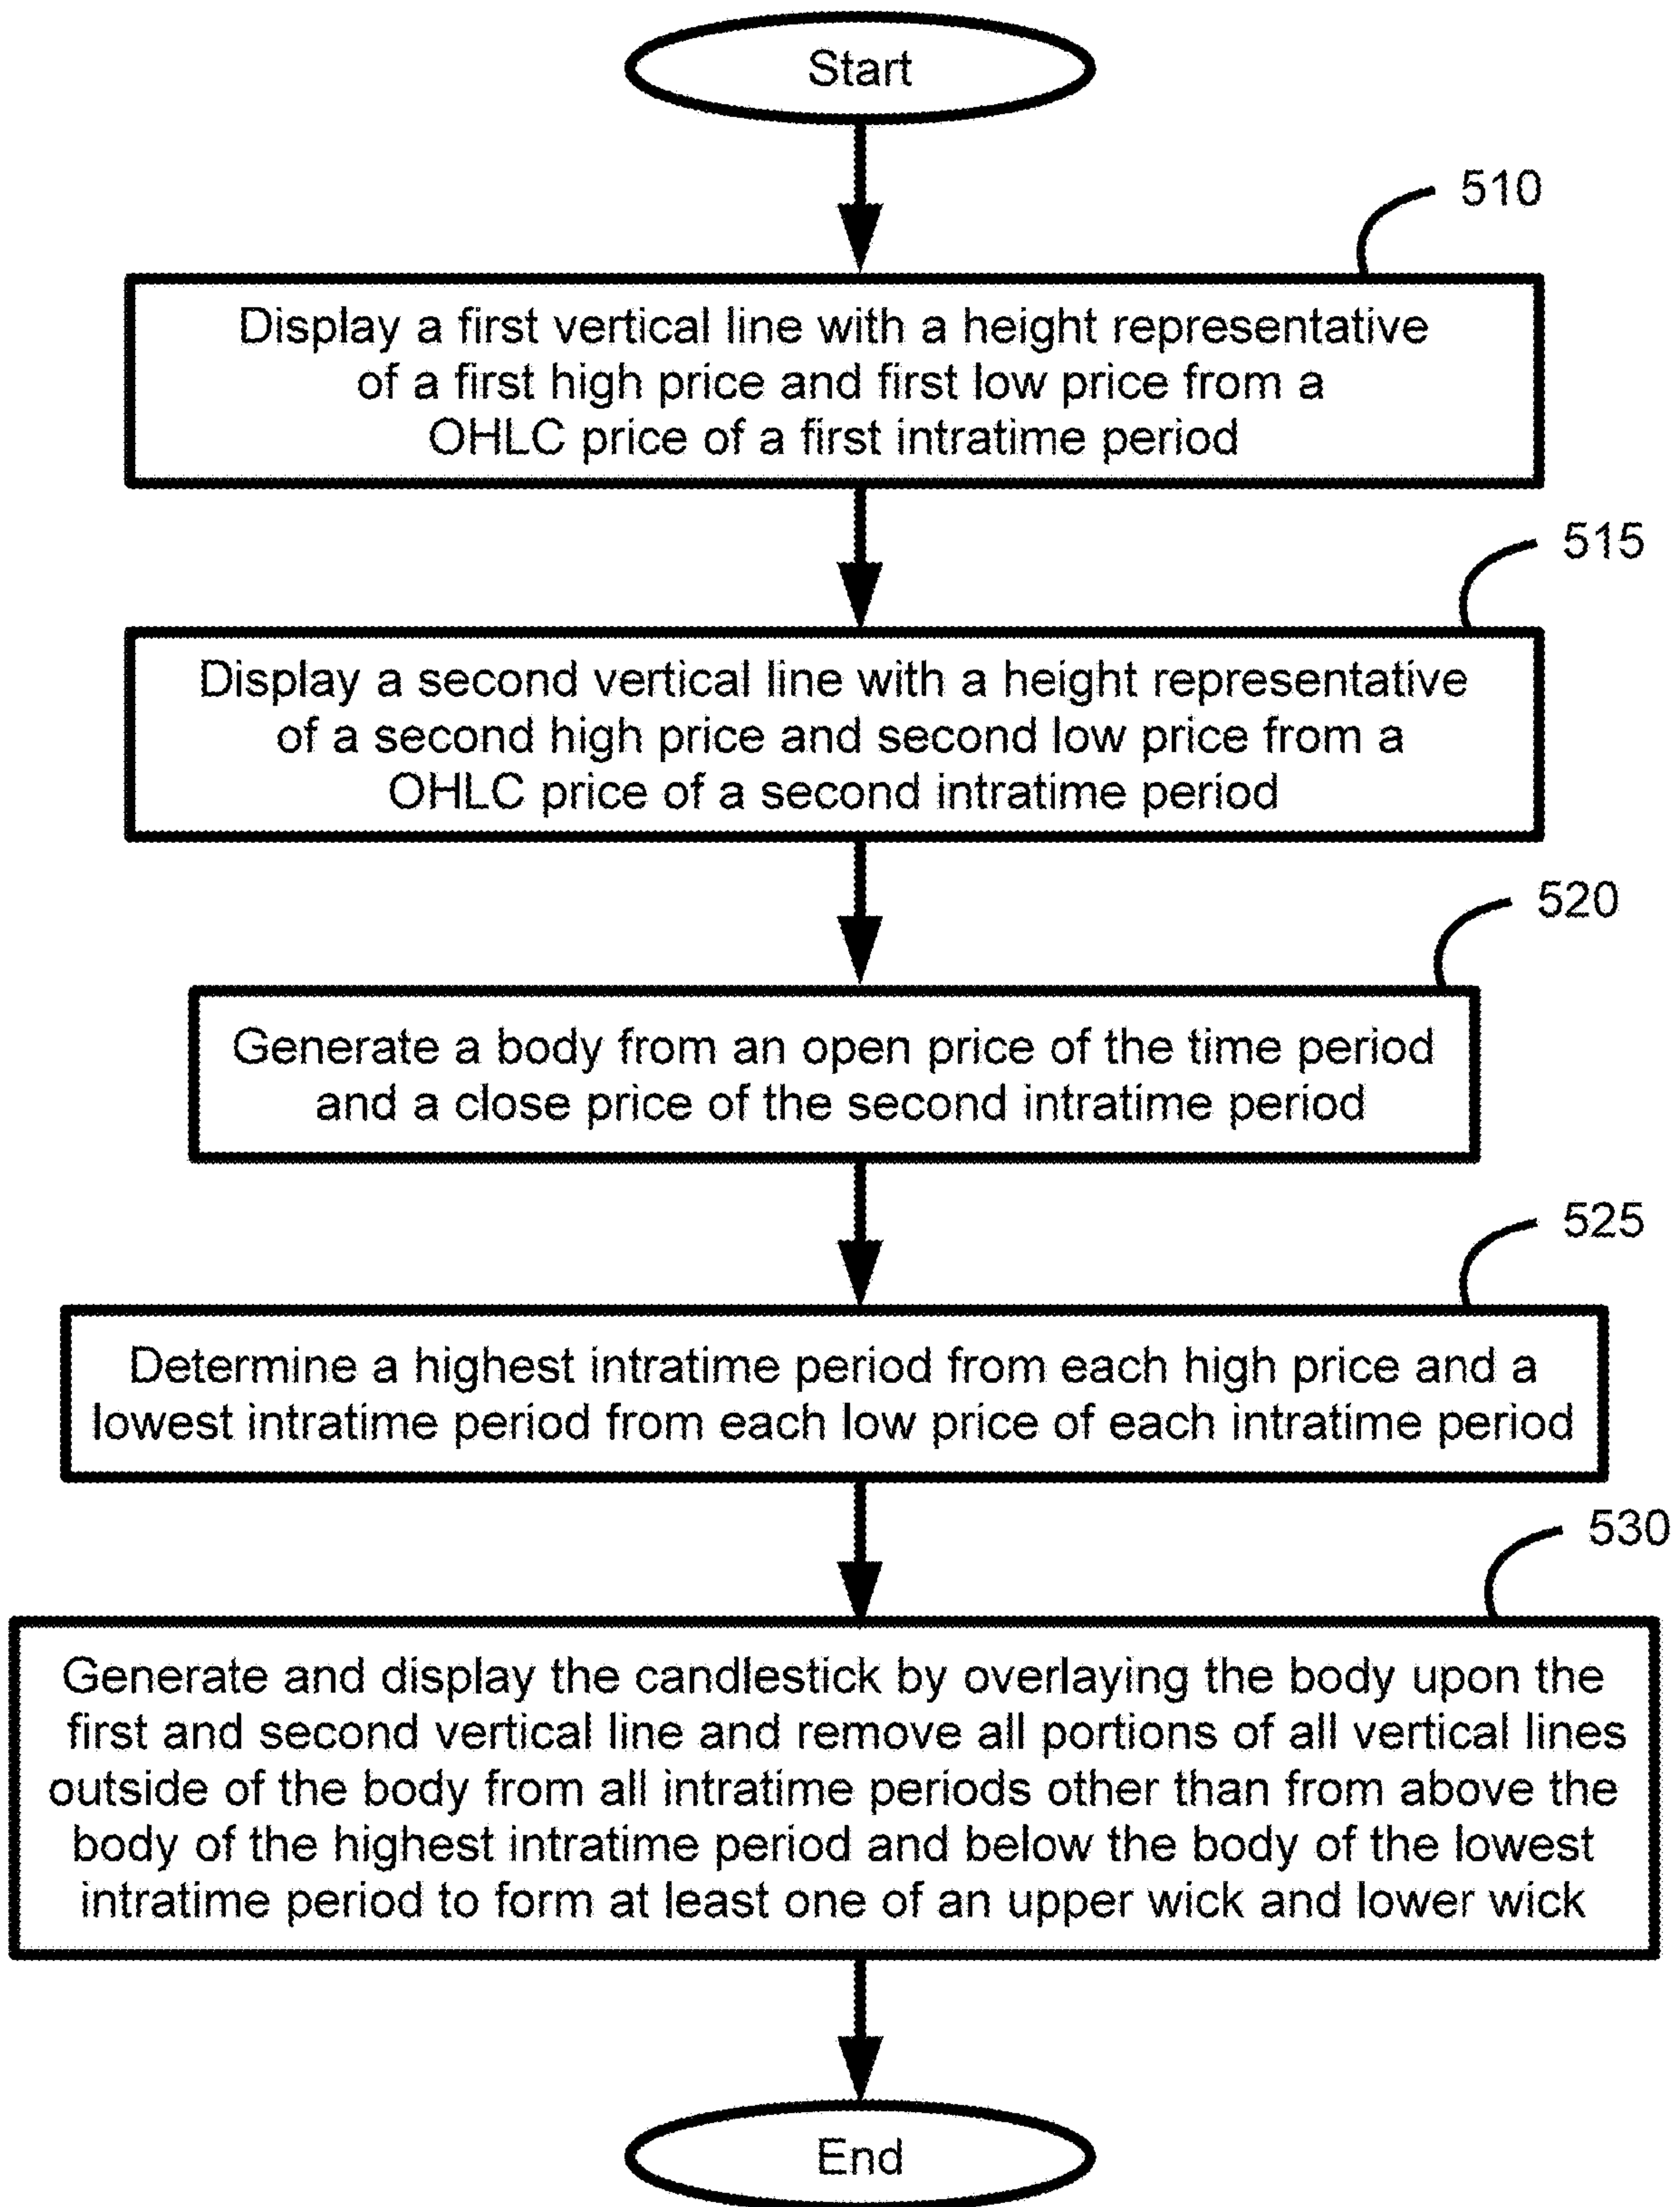 Start
510
Display a first vertical line with a height representative
of a first high price and first low price from a
OHLC price of a first intratime period
515
Display a second vertical line with a height representative
of a second high price and second low price from a
OHLC price of a second intratime period
520
Generate a body from an open price of the time period
and a close price of the second intratime period
525
Determine a highest intratime period from each high price and a
lowest intratime period from each low price of each intratime period
530
Generate and display the candlestick by overlaying the body upon the
first and second vertical line and remove all portions of all vertical lines
outside of the body from all intratime periods other than from above the
body of the highest intratime period and below the body of the lowest
intratime period to form at least one of an upper wick and lower wick
End